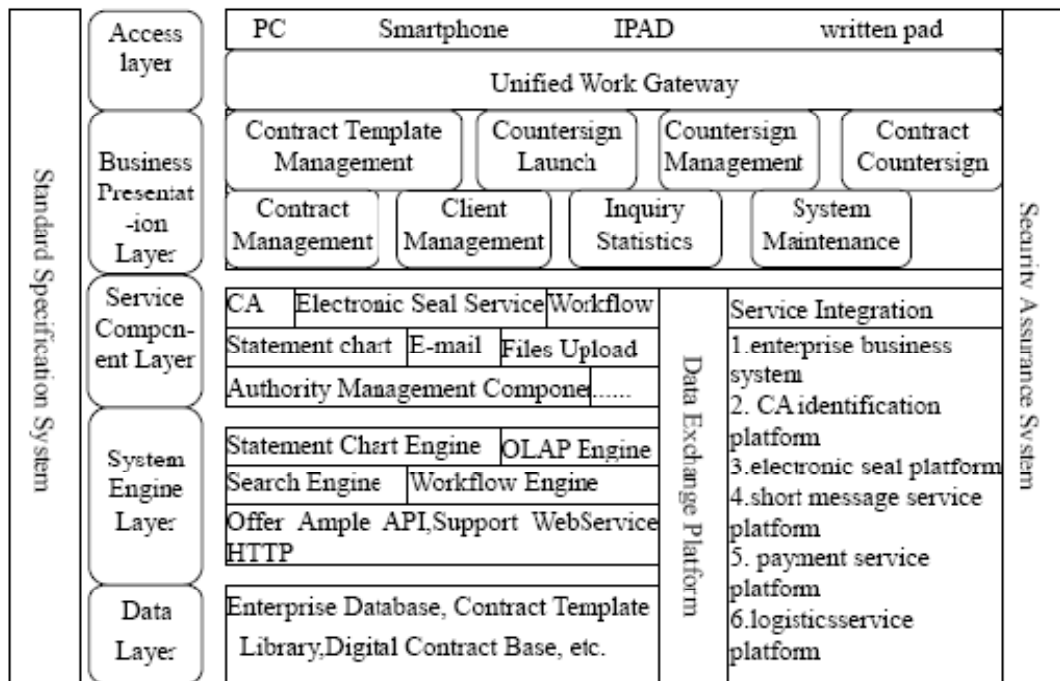 Standard Specification System
Access
layer
PC Smartphone IPAD written pad
Unified Work Gateway
Business
Presentat
-ion
Layer
Contract Template
Management
Countersign
Launch
Countersign
Management
Contract
Countersign
Contract
Management
Client
Management
Inquiry
Statistics
System
Maintenance
Service
Compcn-
ent Layer
CA
Electronic Seal Service
Workflow
Statement chart
E-mail
Files Upload
Authority Management Compone
......
System
Engine
Layer
Statement Chart Engine
OLAP Engine
Search Engine
Workflow Engine
Offer Ample API,Support WebService
HTTP
Data
Layer
Enterprise Database, Contract Template
Library,Digital Contract Base, etc.
Data Exchange Platform
Service Integration
1.enterprise business
system
2. CA identification
platform
3.electronic seal platform
4.short message service
platform
5. payment service
platform
6.logisticsservice
platform
Security Assurance System